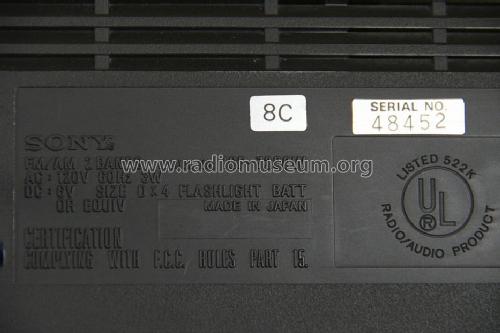 8C
SERIAL NO.
48452
SONY
FM/AM 2 BAND
AC: 120V 60HZ 3W
DC: 6V SIZE D×4 FLASHLIGHT BATT
OR EQUIV MADE IN JAPAN
CERTIFICATION
COMPLYING WITH F.C.C. RULES PART 15.
LISTED 522K
UL
®
RADIO/AUDIO PRODUCT
www.radiomuseum.org